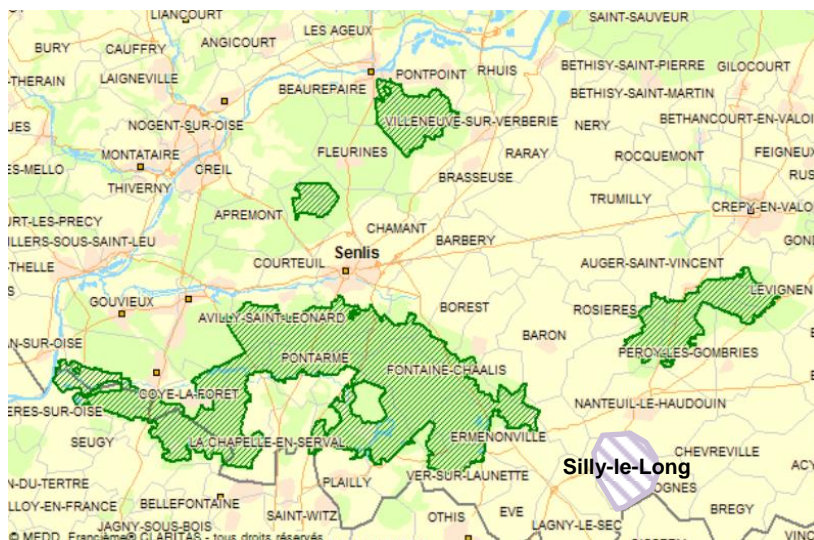 LIANCOURT
LES AGEUX
SAINT-SAUVEUR
BURY
CAUFFRY
ANGICOURT
-THERAIN
LAIGNEVILLE
BEAUREPAIRE
PONTPOINT
RHUIS
BETHISY-SAINT-PIERRE
GILOCOURT
BETHISY-SAINT-MARTIN
UES
NOGENT-SUR-OISE
VILLENEUVE-SUR-VERBERIE
NERY
BETHANCOURT-EN-VALOI
ES-MELLO
MONTATAIRE
CREIL
FLEURINES
RARAY
ROCQUEMONT
FEIGNEUX
THIVERNY
BRASSEUSE
RUS
TRUMILLY
URT-LES-PRECY
APREMONT
CHAMANT
CREPY-EN-VALO
ILLERS-SOUS-SAINT-LEU
Senlis
BARBERY
GOND
-THELLE
COURTEUIL
AUGER-SAINT-VINCENT
GOUVIEUX
BOREST
ROSIERES
LEVIGNEN
AVILLY-SAINT-LEONARD
BARON
AN-SUR-OISE
PONTARME
FONTAINE-CHAALIS
PEROY-LES-GOMBRIES
COYE-LA-FORET
NANTEUIL-LE-HAUDOUIN
ERES-SUR-OISE
SEUGY
LA CHAPELLE-EN-SERVAL
ERMENONVILLE
CHEVREVILLE
Silly-le-Long
ACY
N-DU-TERTRE
PLAILLY
VER-SUR-LAUNETTE
OGNES
LLOY-EN-FRANCE
BELLEFONTAINE
SAINT-WITZ
OTHIS
EVE
BREGY
JAGNY-SOUS-BOIS
LAGNY-LE-SEC
VINC
© MEDD, Francième® CLARITAS - tous droits réservés